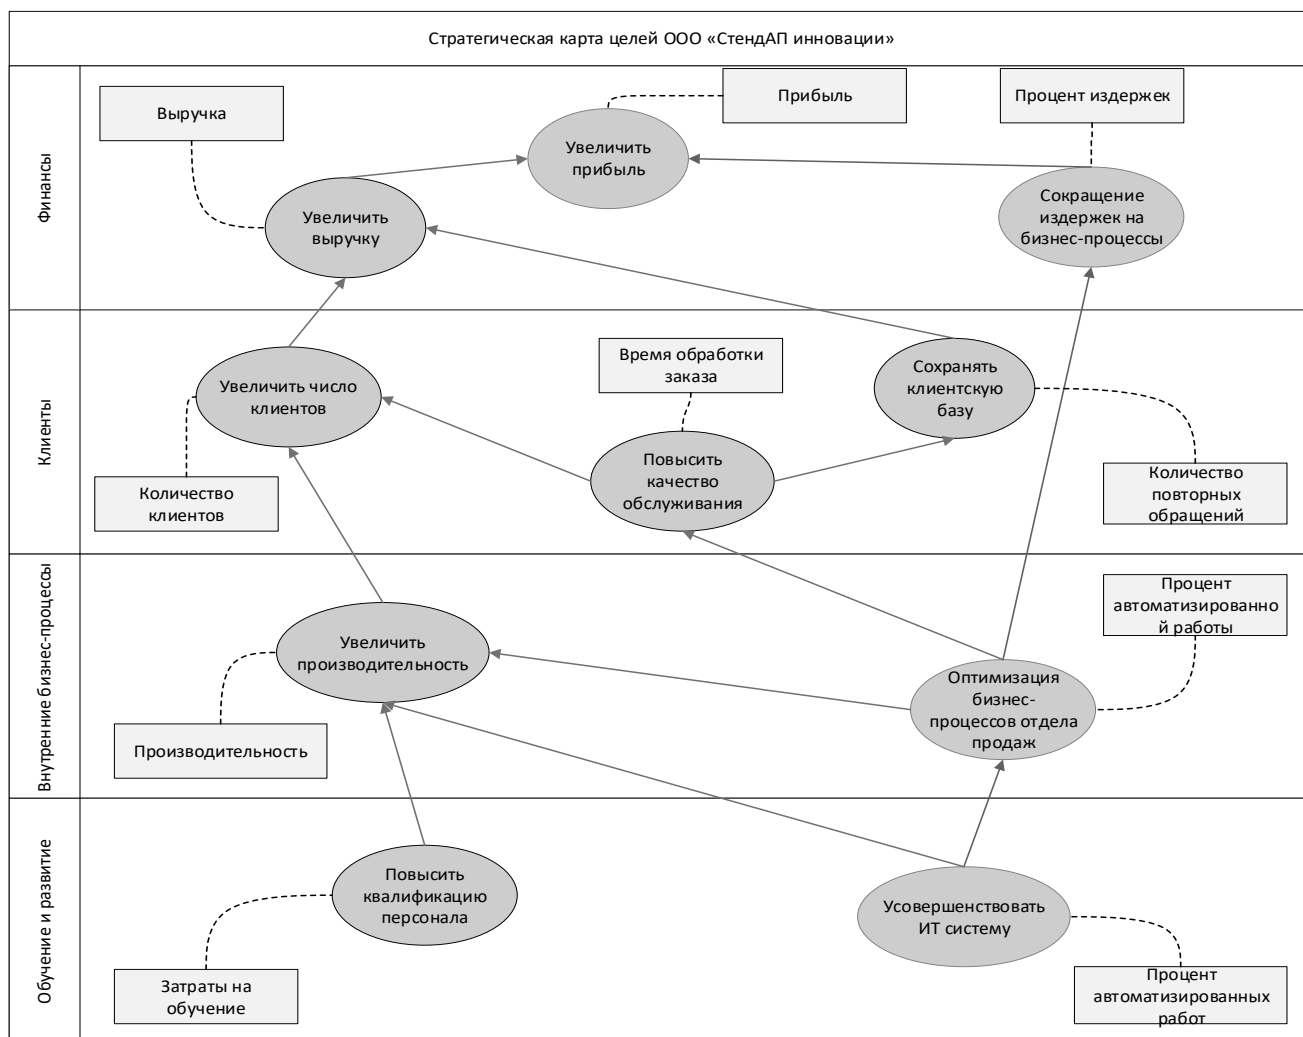 Стратегическая карта целей ООО «СтендАП инновации»
Финансы
Выручка
Прибыль
Процент издержек
Увеличить
прибыль
Увеличить
выручку
Сокращение
издержек на
бизнес-процессы
Клиенты
Время обработки
заказа
Увеличить число
клиентов
Сохранять
клиентскую
базу
Повысить
качество
обслуживания
Количество
клиентов
Количество
повторных
обращений
Внутренние бизнес-процессы
Процент
автоматизированно
й работы
Увеличить
производительность
Оптимизация
бизнес-
процессов отдела
продаж
Производительность
Обучение и развитие
Повысить
квалификацию
персонала
Усовершенствовать
ИТ систему
Затраты на
обучение
Процент
автоматизированных
работ